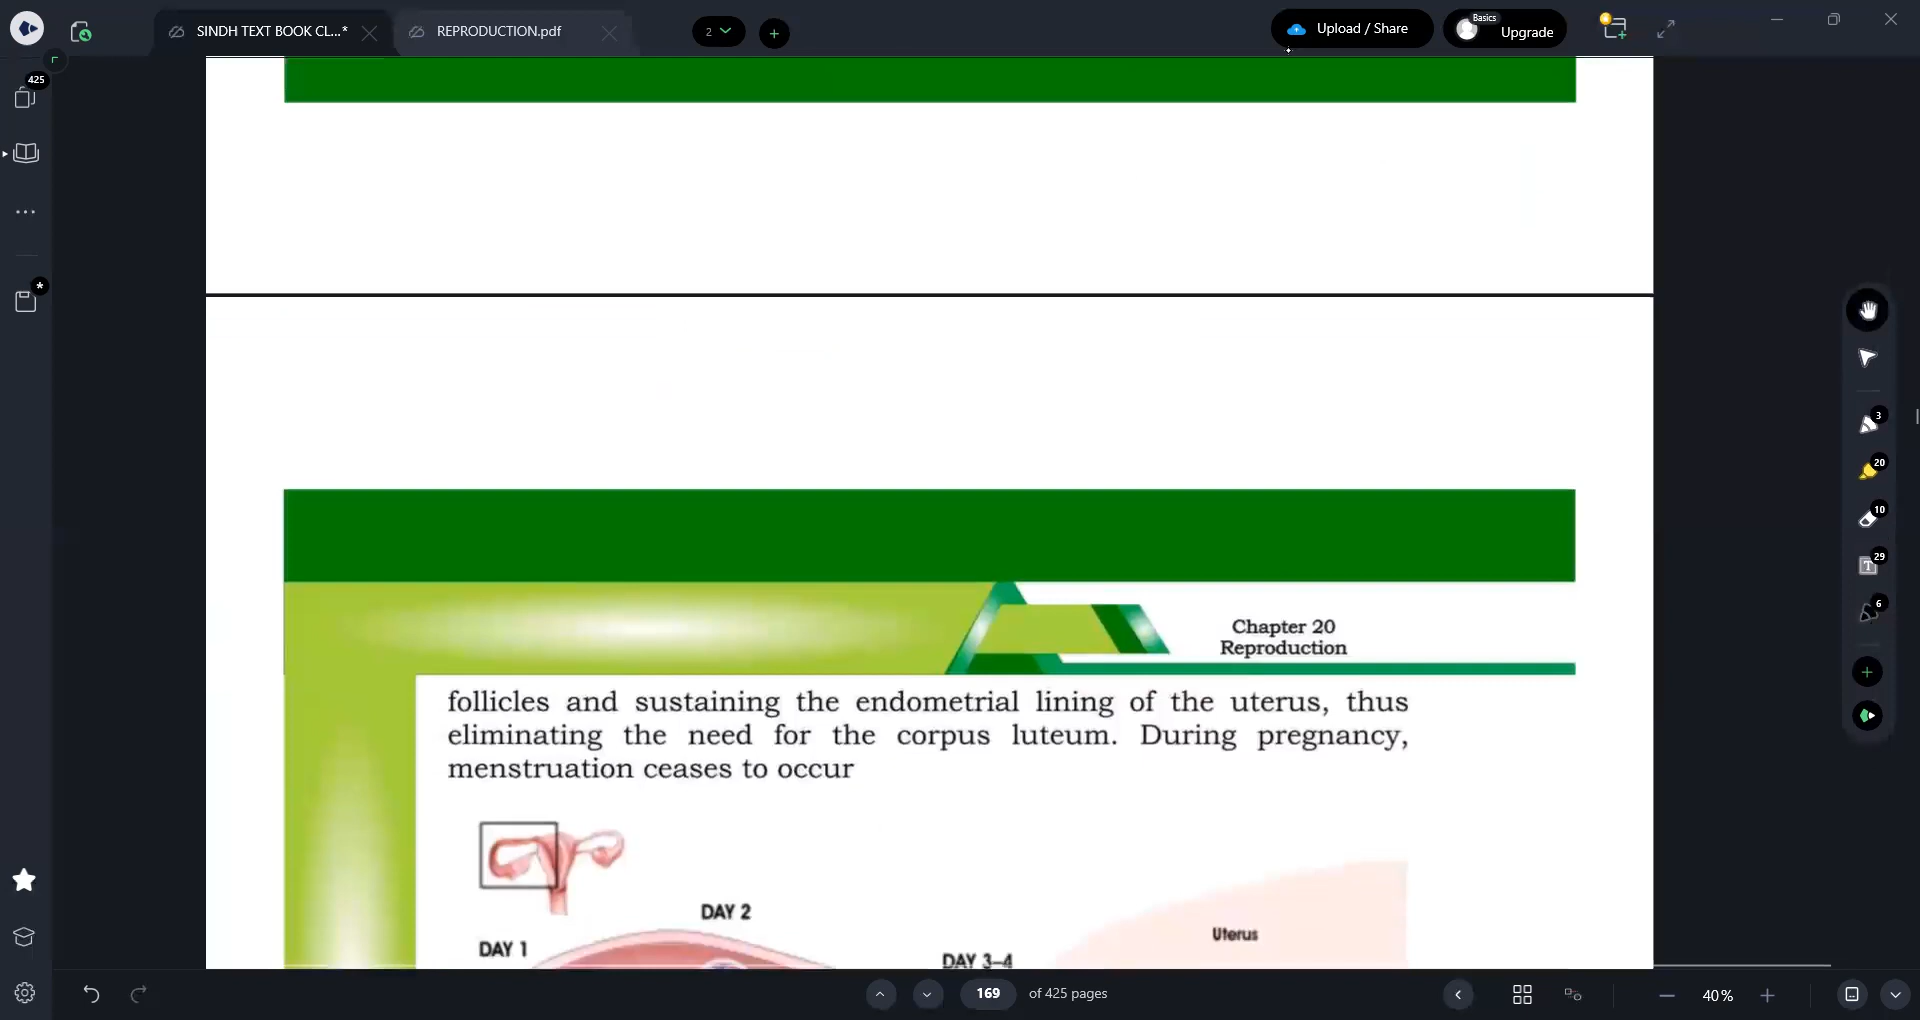 SINDH TEXT BOOK CL...*
REPRODUCTION.pdf
2
Upload / Share
Basics
Upgrade
425
*
3
20
10
29
T
6
Chapter 20
Reproduction
follicles and sustaining the endometrial lining of the uterus, thus
eliminating the need for the corpus luteum. During pregnancy,
menstruation ceases to occur
DAY 2
Uterus
DAY 1
DAY 3–4
169
of 425 pages
40%